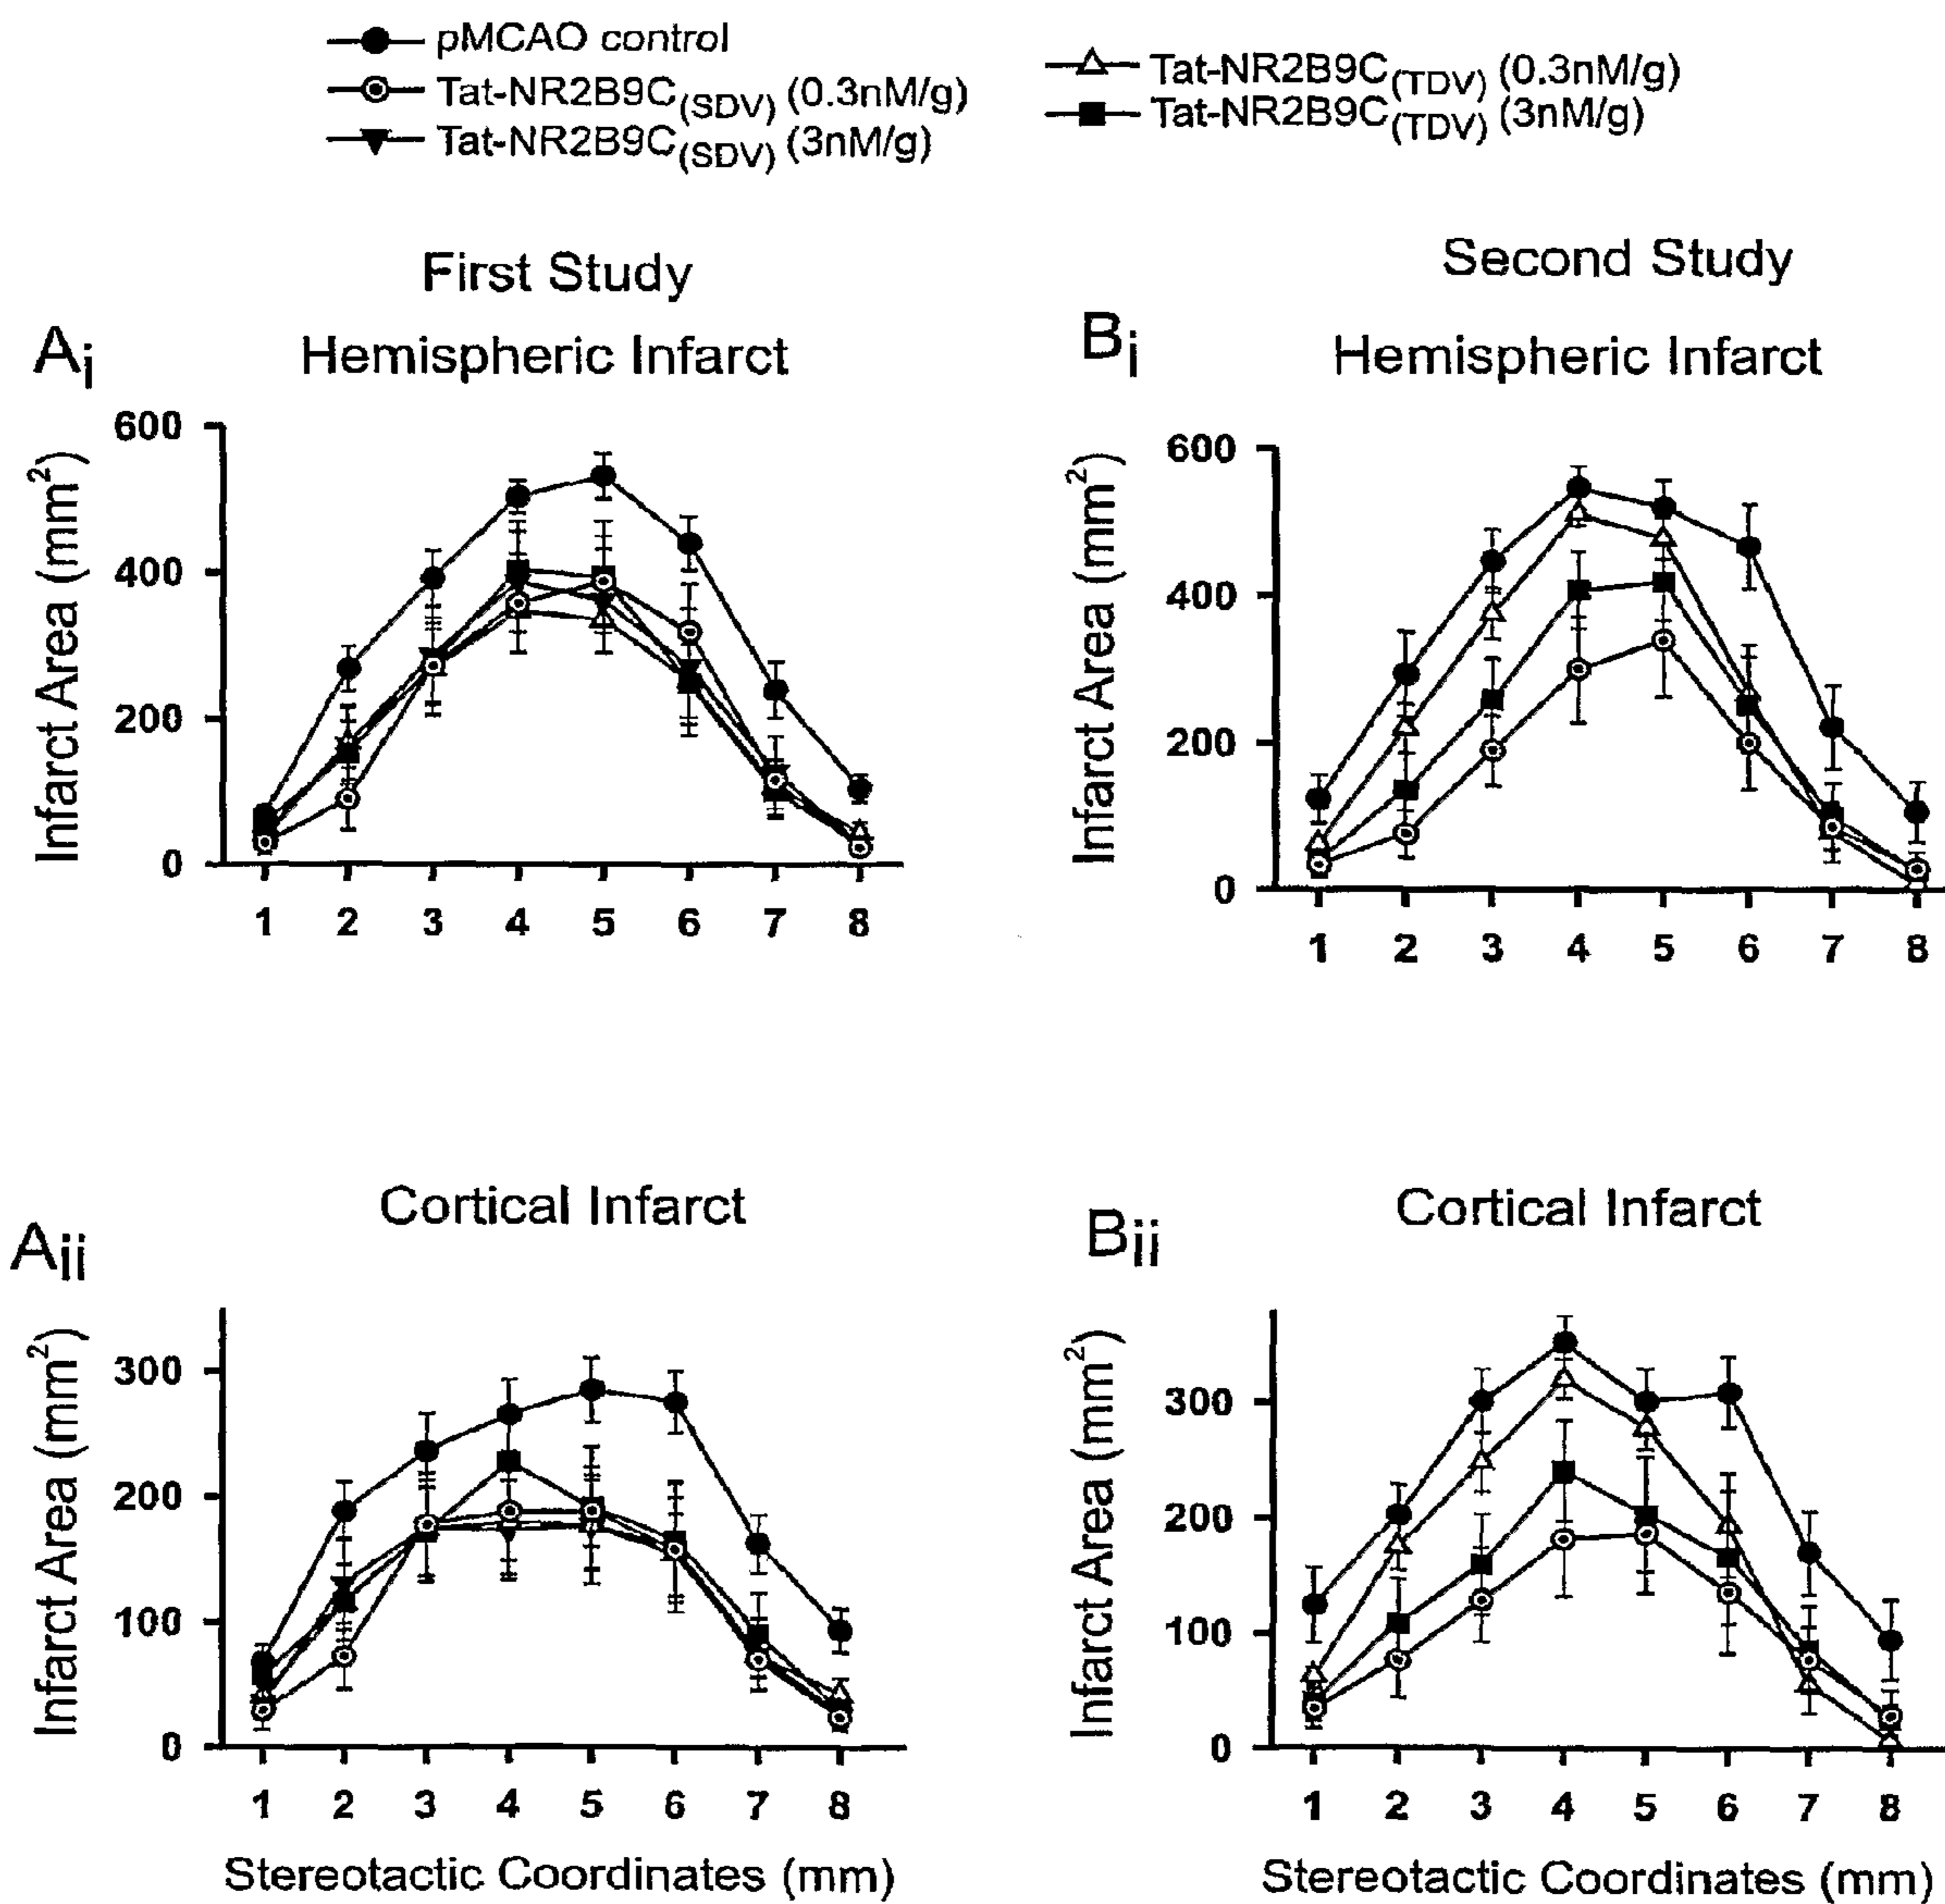 pMCAO control
Tat-NR2B9C(SDV) (0.3nM/g)
Tat-NR2B9C(SDV) (3nM/g)
Tat-NR2B9C(TDV) (0.3nM/g)
Tat-NR2B9C(TDV) (3nM/g)
First Study
Second Study
Ai
Hemispheric Infarct
Infarct Area (mm²)
600
400
200
0
1 2 3 4 5 6 7 8
Bi
Hemispheric Infarct
Infarct Area (mm²)
600
400
200
0
1 2 3 4 5 6 7 8
Aii
Cortical Infarct
Infarct Area (mm²)
300
200
100
0
1 2 3 4 5 6 7 8
Stereotactic Coordinates (mm)
Bii
Cortical Infarct
Infarct Area (mm²)
300
200
100
0
1 2 3 4 5 6 7 8
Stereotactic Coordinates (mm)